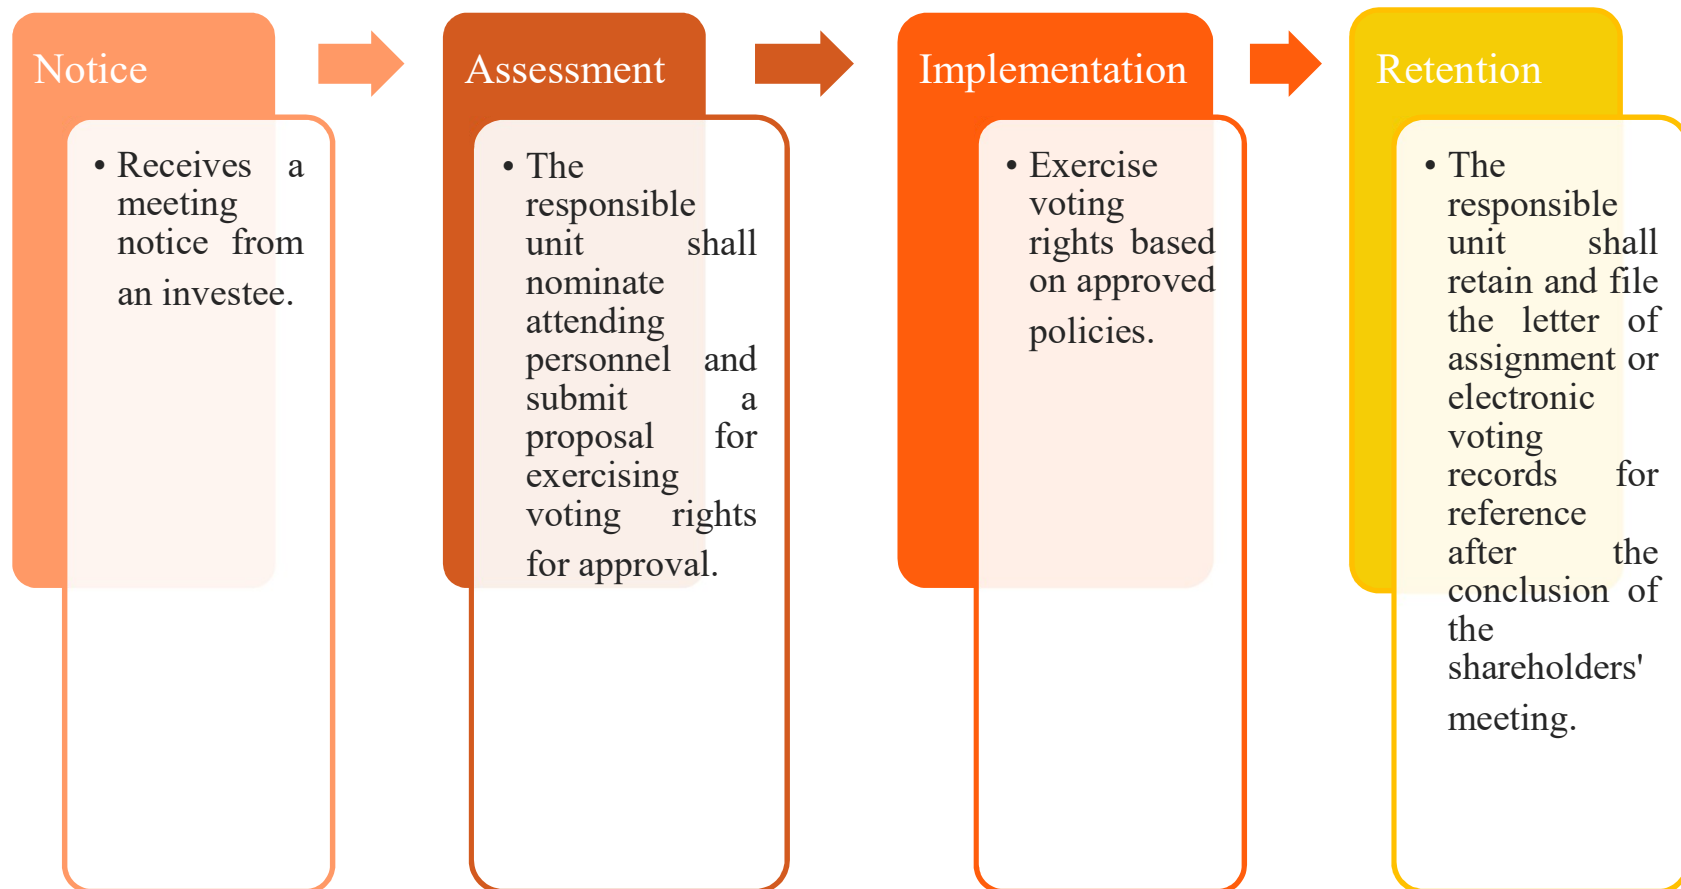 Notice
• Receives a
meeting
notice from
an investee.
Assessment
• The
responsible
unit shall
nominate
attending
personnel and
submit a
proposal for
exercising
voting rights
for approval.
Implementation
• Exercise
voting
rights based
on approved
policies.
Retention
• The
responsible
unit shall
retain and file
the letter of
assignment or
electronic
voting
records for
reference
after the
conclusion of
the
shareholders'
meeting.